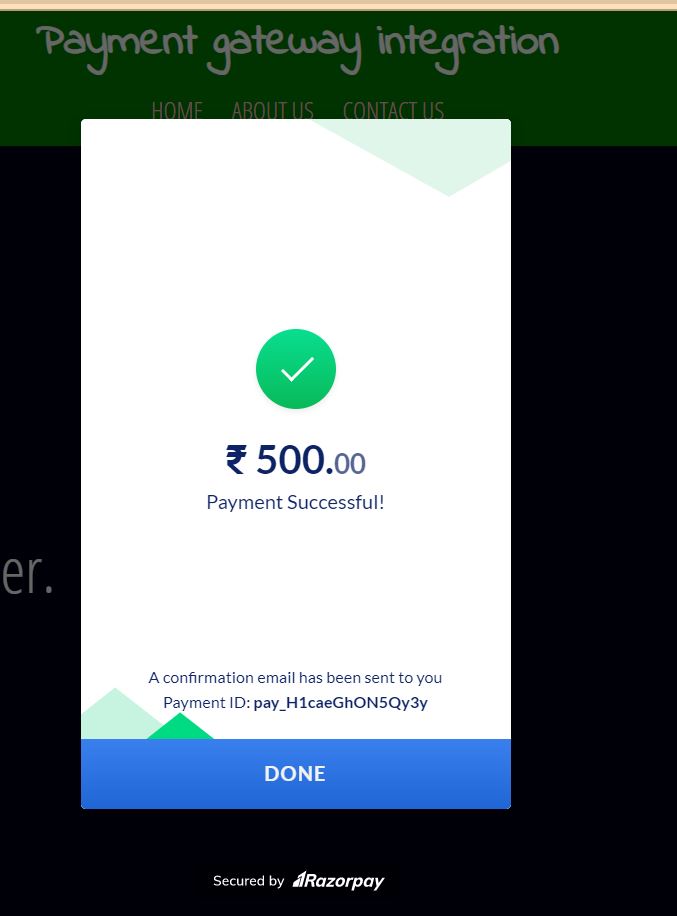 Payment gateway integration
HOME ABOUT US CONTACT US
₹ 500.00
Payment Successful!
er.
A confirmation email has been sent to you
Payment ID: pay_H1caeGhON5Qy3y
DONE
Secured by Razorpay